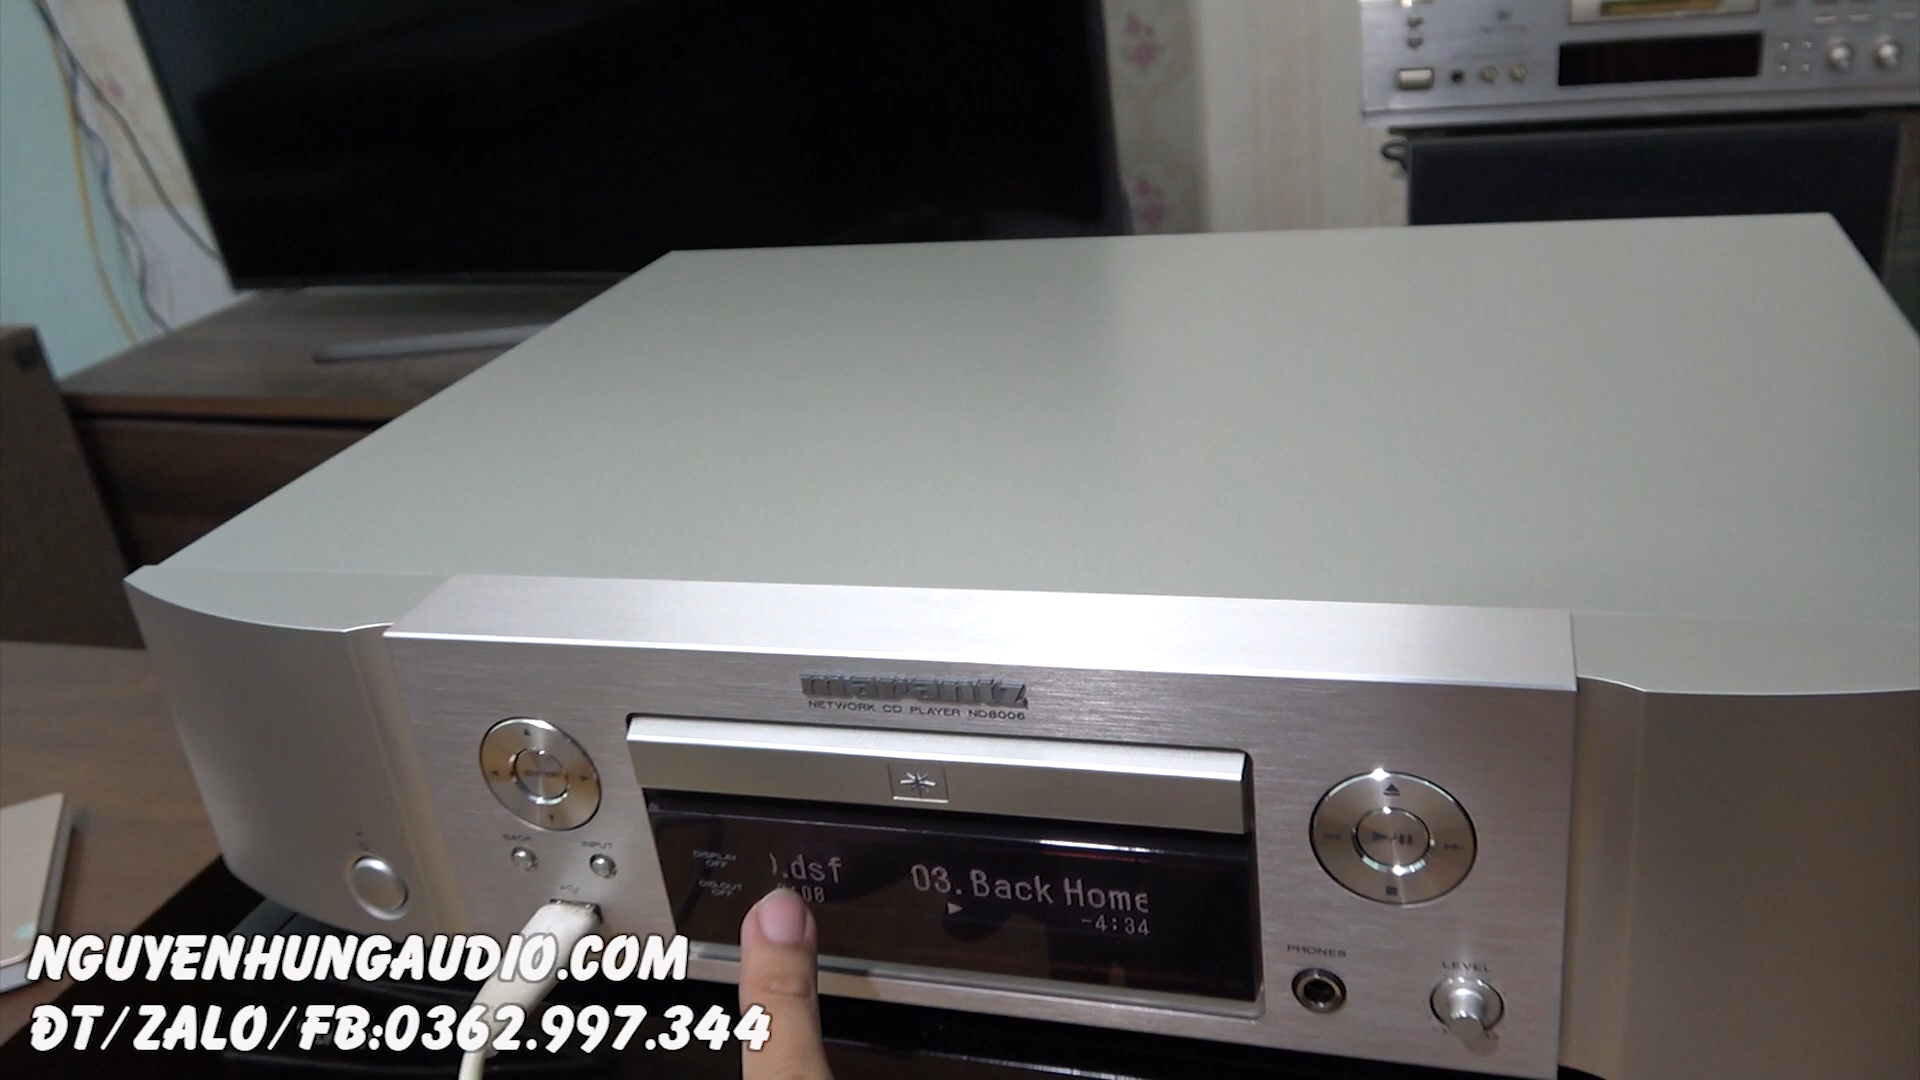 marantz
NETWORK CD PLAYER ND8006
ENTER
BACK
INPUT
DISPLAY
OFF
DIG.OUT
OFF
).dsf 03. Back Home
:08 -4:34
PHONES
LEVEL
NGUYENHUNGAUDIO.COM
ĐT/ZALO/FB:0362.997.344